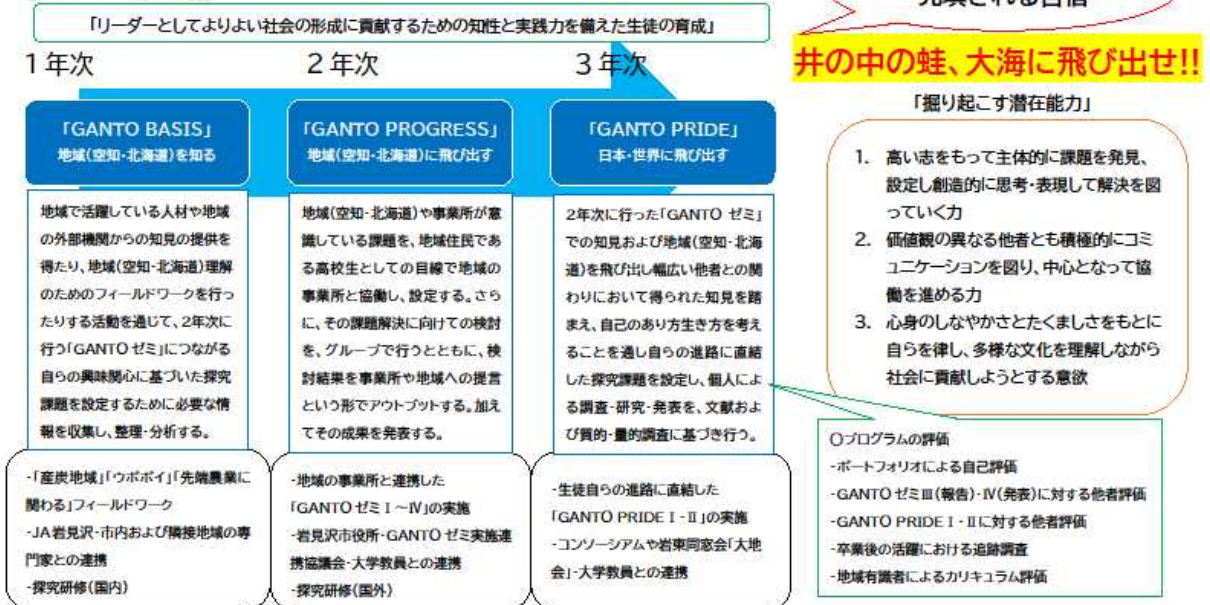 「リーダーとしてよりよい社会の形成に貢献するための知性と実践力を備えた生徒の育成」
井の中の蛙、大海に飛び出せ!!
1年次
2年次
3年次
「GANTO BASIS」
地域(空知・北海道)を知る
「GANTO PROGRESS」
地域(空知・北海道)に飛び出す
「GANTO PRIDE」
日本・世界に飛び出す
地域で活躍している人材や地域
の外部機関からの知見の提供を
得たり、地域(空知・北海道)理解
のためのフィールドワークを行っ
たりする活動を通じて、2年次に
行う「GANTOゼミ」につながる
自らの興味関心に基づいた探究
課題を設定するために必要な情
報を収集し、整理・分析する。
地域(空知・北海道)や事業所が意
識している課題を、地域住民であ
る高校生としての目線で地域の
事業所と協働し、設定する。さら
に、その課題解決に向けての検討
を、グループで行うとともに、検
討結果を事業所や地域への提言
という形でアウトプットする。加え
てその成果を発表する。
2年次に行った「GANTO ゼミ」
での知見および地域(空知・北海
道)を飛び出し幅広い他者との関
わりにおいて得られた知見を踏
まえ、自己のあり方生き方を考え
ることを通し自らの進路に直結
した探究課題を設定し、個人によ
る調査・研究・発表を、文献およ
び質的・量的調査に基づき行う。
・「産炭地域」「ウポポイ」「先端農業に
関わる」フィールドワーク
・JA岩見沢・市内および隣接地域の専
門家との連携
・探究研修(国内)
・地域の事業所と連携した
「GANTOゼミⅠ～Ⅳ」の実施
・岩見沢市役所・GANTOゼミ実施連
携協議会・大学教員との連携
・探究研修(国外)
・生徒自らの進路に直結した
「GANTO PRIDEⅠ・Ⅱ」の実施
・コンソーシアムや岩東同窓会「大地
会」・大学教員との連携
「掘り起こす潜在能力」
1. 高い志をもって主体的に課題を発見、
設定し創造的に思考・表現して解決を図
っていく力
2. 価値観の異なる他者とも積極的にコミ
ュニケーションを図り、中心となって協
働を進める力
3. 心身のしなやかさとたくましさをもとに
自らを律し、多様な文化を理解しながら
社会に貢献しようとする意欲
○プログラムの評価
・ポートフォリオによる自己評価
・GANTOゼミⅢ(報告)・Ⅳ(発表)に対する他者評価
・GANTO PRIDEⅠ・Ⅱに対する他者評価
・卒業後の活躍における追跡調査
・地域有識者によるカリキュラム評価